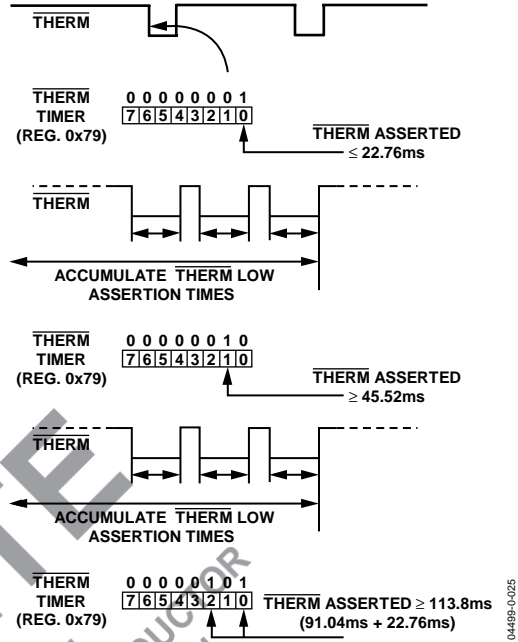 THERM
THERM
TIMER
(REG. 0x79)
0 0 0 0 0 0 0 1
7 6 5 4 3 2 1 0
THERM ASSERTED
≤ 22.76ms
THERM
ACCUMULATE THERM LOW
ASSERTION TIMES
THERM
TIMER
(REG. 0x79)
0 0 0 0 0 0 1 0
7 6 5 4 3 2 1 0
THERM ASSERTED
≥ 45.52ms
THERM
ACCUMULATE THERM LOW
ASSERTION TIMES
THERM
TIMER
(REG. 0x79)
0 0 0 0 0 1 0 1
7 6 5 4 3 2 1 0
THERM ASSERTED ≥ 113.8ms
(91.04ms + 22.76ms)
04499-0-025